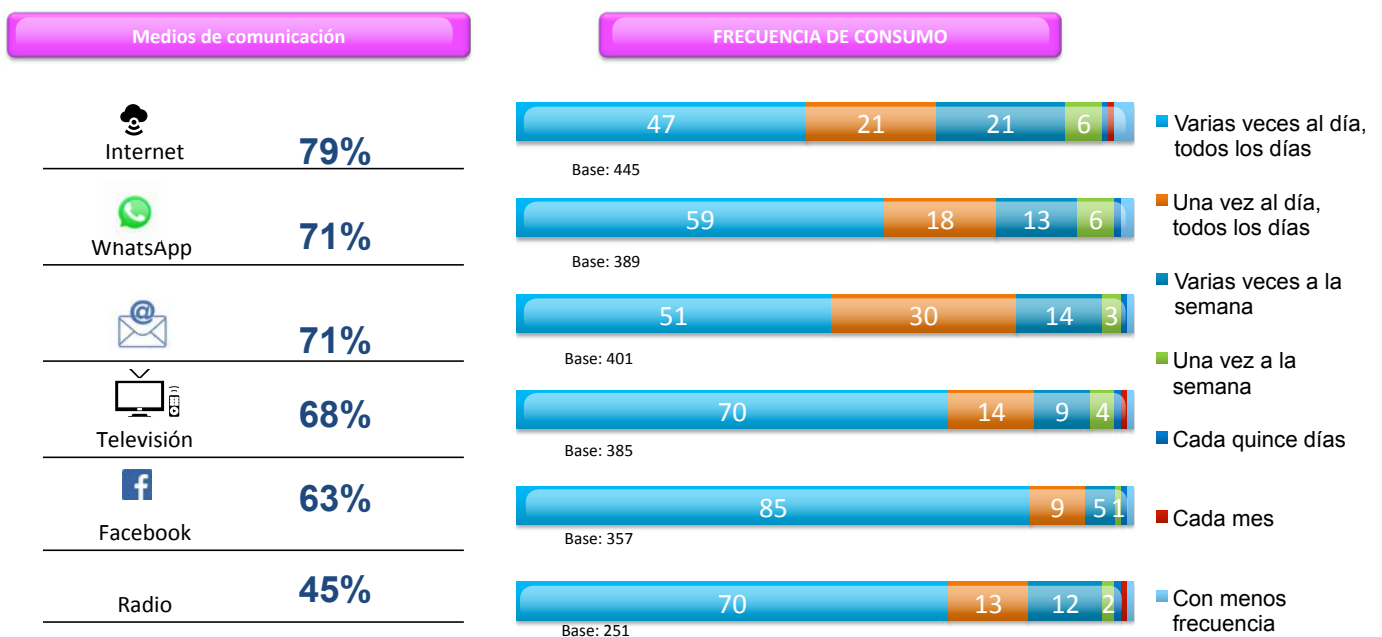 Medios de comunicación
FRECUENCIA DE CONSUMO
Internet
79%
47 21 21 6
Base: 445
WhatsApp
71%
59 18 13 6
Base: 389
@
71%
51 30 14 3
Base: 401
Televisión
68%
70 14 9 4
Base: 385
f
Facebook
63%
85 9 5 1
Base: 357
Radio
45%
70 13 12 2
Base: 251
Varias veces al día,
todos los días
Una vez al día,
todos los días
Varias veces a la
semana
Una vez a la
semana
Cada quince días
Cada mes
Con menos
frecuencia